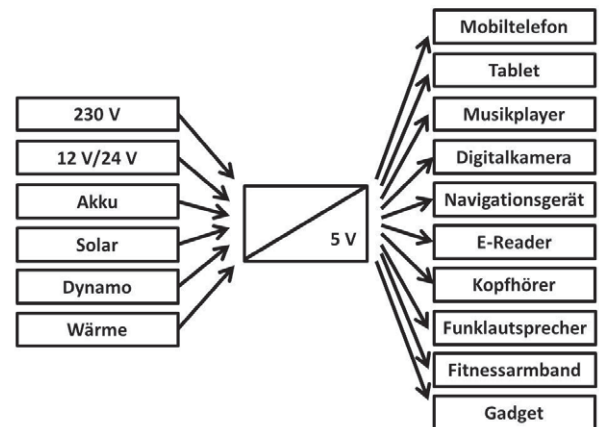 230 V
12 V/24 V
Akku
Solar
Dynamo
Wärme
5 V
Mobiltelefon
Tablet
Musikplayer
Digitalkamera
Navigationsgerät
E-Reader
Kopfhörer
Funklautsprecher
Fitnessarmband
Gadget